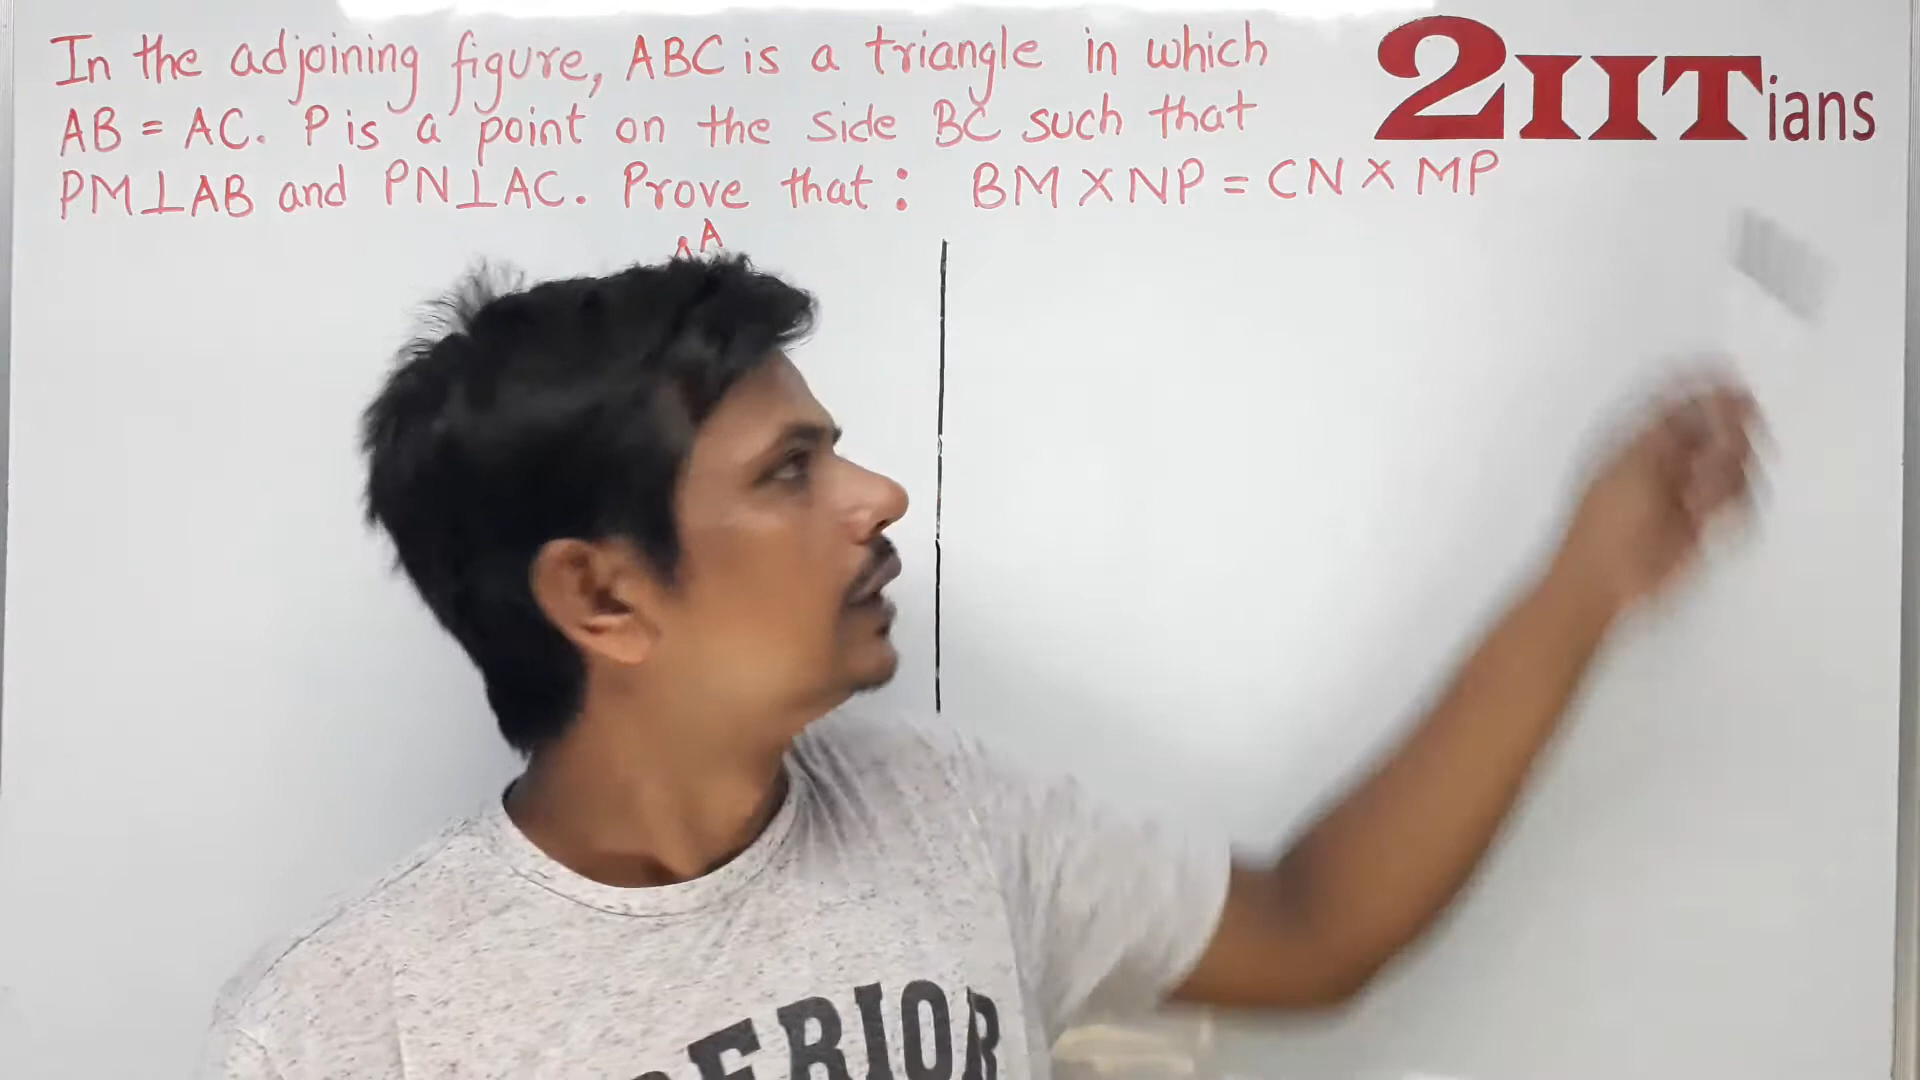 In the adjoining figure, ABC is a triangle in which
AB = AC. P is a point on the side BC such that
PM⊥AB and PN⊥AC. Prove that : BM X NP = CN X MP
2IITians
A
ERIOR